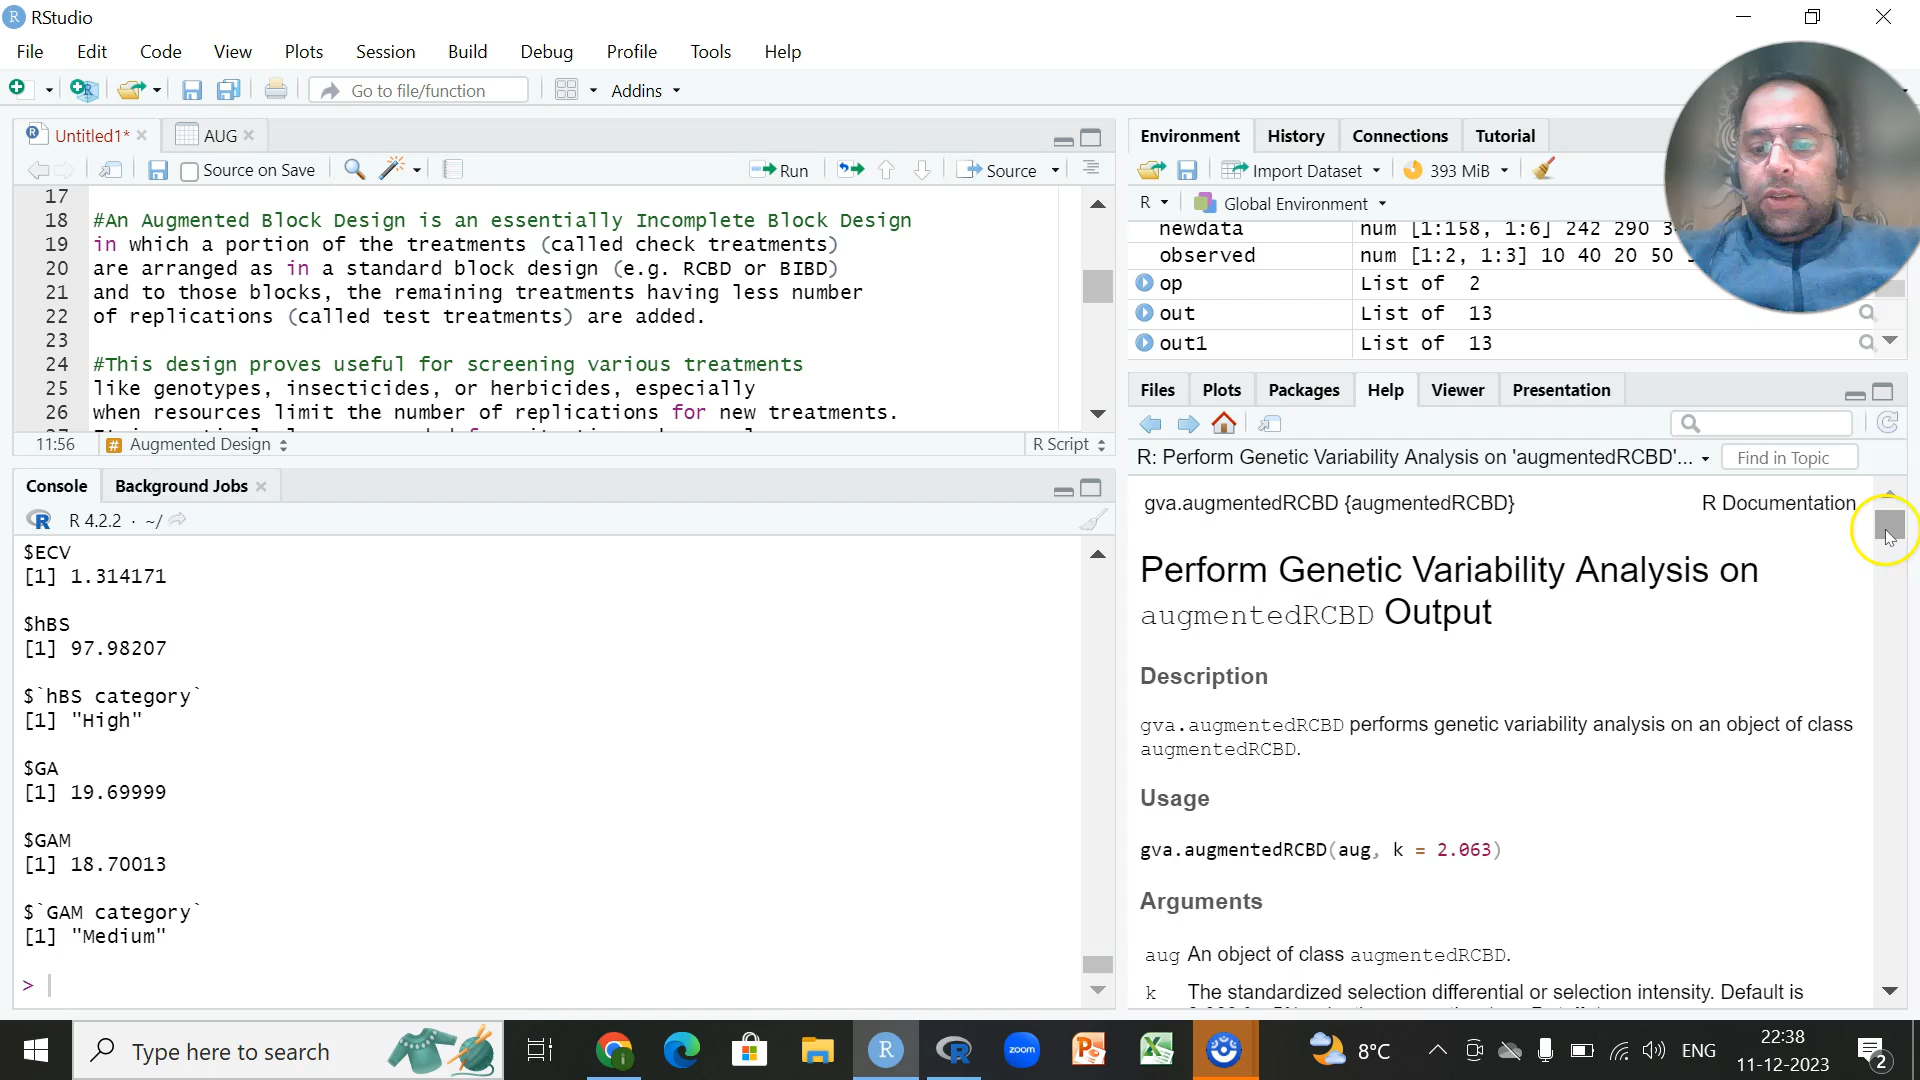 RStudio
File Edit Code View Plots Session Build Debug Profile Tools Help
Go to file/function Addins
Untitled1* AUG
Source on Save Run Source
17
18 #An Augmented Block Design is an essentially Incomplete Block Design
19 in which a portion of the treatments (called check treatments)
20 are arranged as in a standard block design (e.g. RCBD or BIBD)
21 and to those blocks, the remaining treatments having less number
22 of replications (called test treatments) are added.
23
24 #This design proves useful for screening various treatments
25 like genotypes, insecticides, or herbicides, especially
26 when resources limit the number of replications for new treatments.
11:56 # Augmented Design R Script
Console Background Jobs
R 4.2.2 · ~/
$ECV
[1] 1.314171
$hBS
[1] 97.98207
$`hBS category`
[1] "High"
$GA
[1] 19.69999
$GAM
[1] 18.70013
$`GAM category`
[1] "Medium"
>
Environment History Connections Tutorial
Import Dataset 393 MiB
R Global Environment
newdata num [1:158, 1:6] 242 290
observed num [1:2, 1:3] 10 40 20 50
op List of 2
out List of 13
out1 List of 13
Files Plots Packages Help Viewer Presentation
R: Perform Genetic Variability Analysis on 'augmentedRCBD'... Find in Topic
gva.augmentedRCBD {augmentedRCBD} R Documentation
Perform Genetic Variability Analysis on
augmentedRCBD Output
Description
gva.augmentedRCBD performs genetic variability analysis on an object of class
augmentedRCBD.
Usage
gva.augmentedRCBD(aug, k = 2.063)
Arguments
aug An object of class augmentedRCBD.
k The standardized selection differential or selection intensity. Default is
Type here to search zoom 8°C ENG 22:38
11-12-2023 2